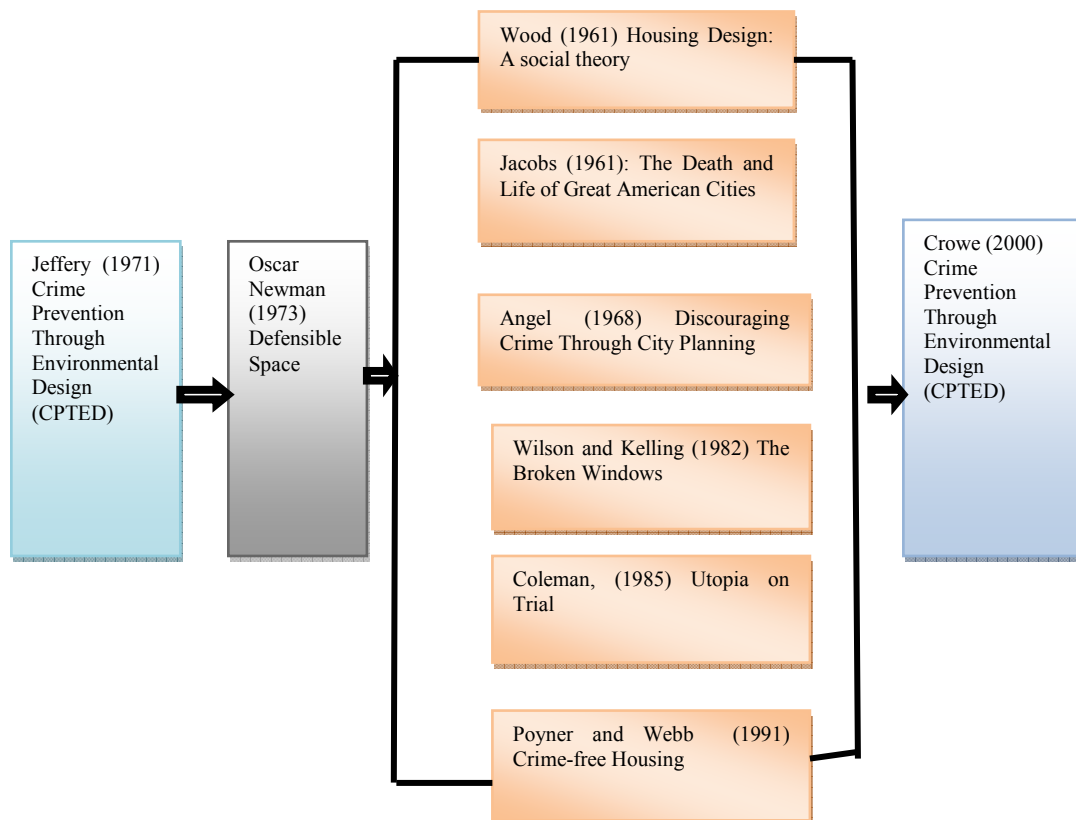 Jeffery (1971)
Crime
Prevention
Through
Environmental
Design
(CPTED)
Oscar
Newman
(1973)
Defensible
Space
Wood (1961) Housing Design:
A social theory
Jacobs (1961): The Death and
Life of Great American Cities
Angel (1968) Discouraging
Crime Through City Planning
Wilson and Kelling (1982) The
Broken Windows
Coleman, (1985) Utopia on
Trial
Poyner and Webb (1991)
Crime-free Housing
Crowe (2000)
Crime
Prevention
Through
Environmental
Design
(CPTED)